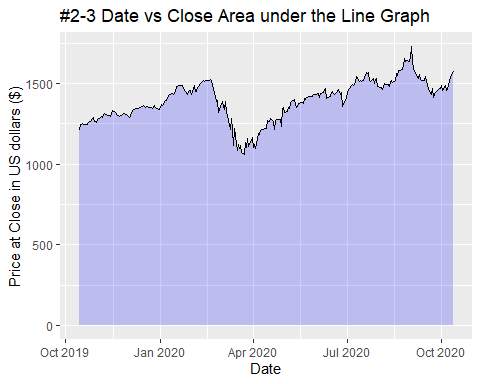 #2-3 Date vs Close Area under the Line Graph
Price at Close in US dollars ($)
1500
1000
500
0
Oct 2019 Jan 2020 Apr 2020 Jul 2020 Oct 2020
Date